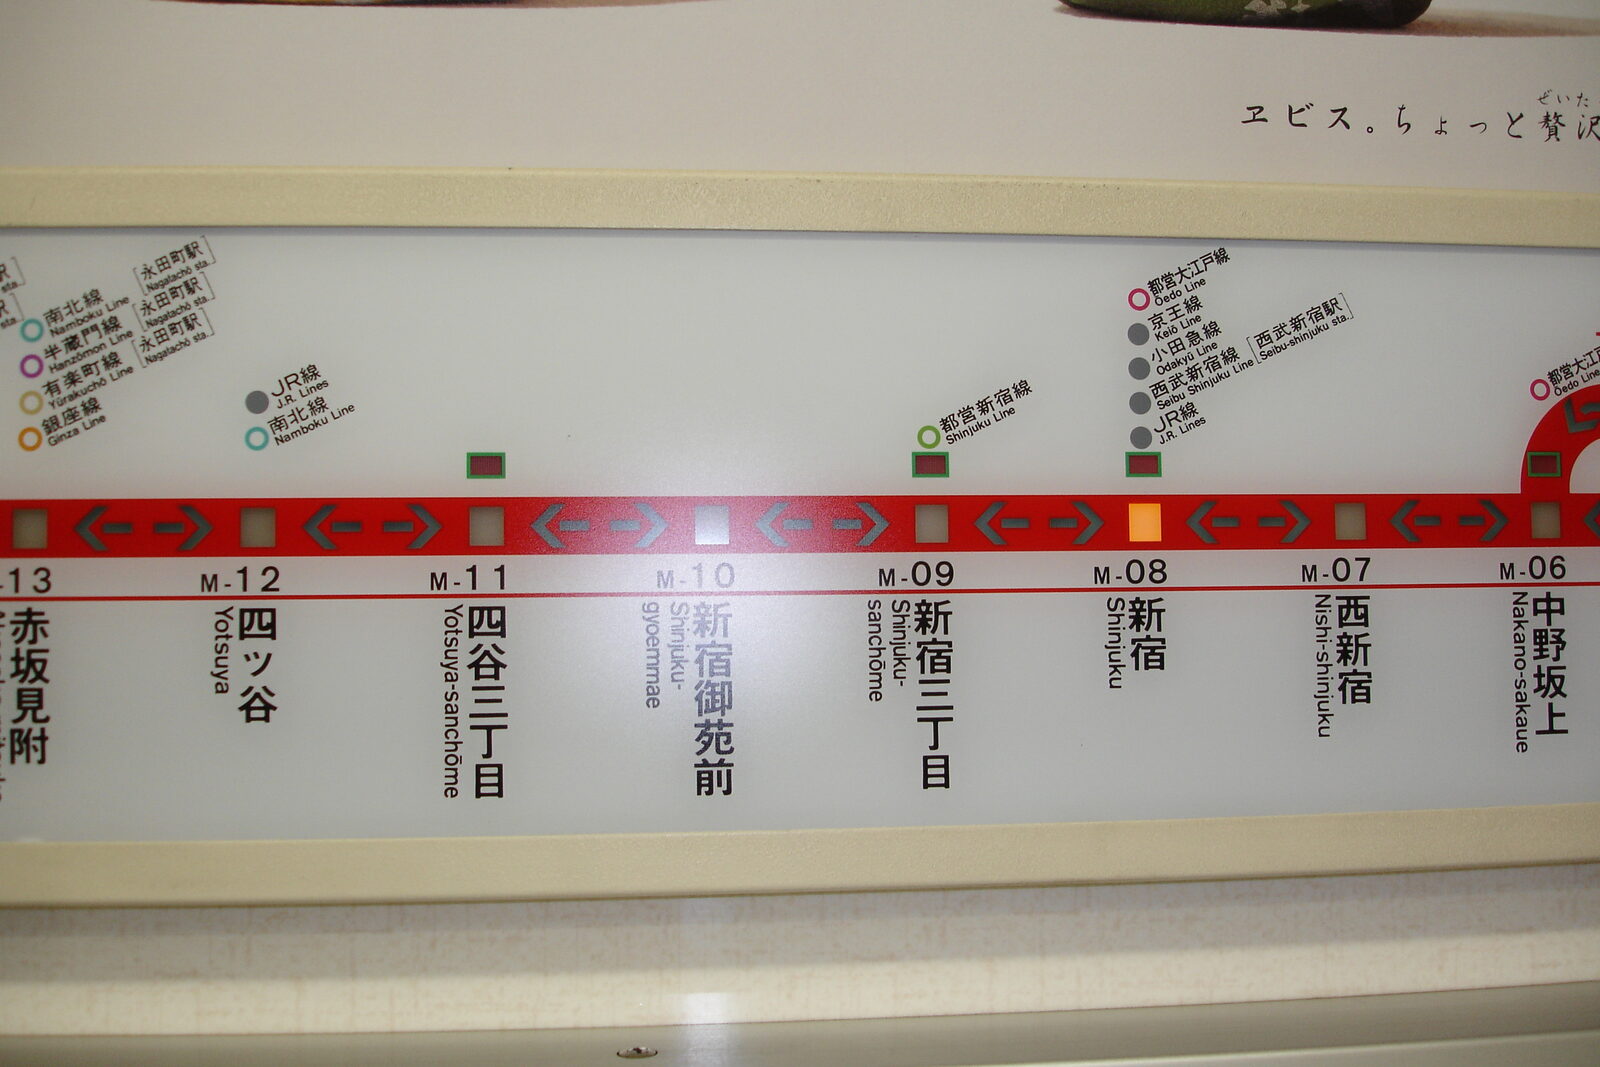 ぜいた
ヱビス。ちょっと贅沢
南北線 [永田町駅]
Namboku Line [Nagatachō sta.]
半蔵門線 [永田町駅]
Hanzōmon Line [Nagatachō sta.]
有楽町線 [永田町駅]
Yūrakuchō Line [Nagatachō sta.]
銀座線
Ginza Line
JR線
J.R. Lines
南北線
Namboku Line
都営新宿線
Shinjuku Line
都営大江戸線
Ōedo Line
京王線
Keiō Line
小田急線
Odakyū Line
西武新宿線 [西武新宿駅]
Seibu Shinjuku Line [Seibu-shinjuku sta.]
JR線
J.R. Lines
都営大江戸
Ōedo Line
-13
赤坂見附
M-12
四ツ谷
Yotsuya
M-11
四谷三丁目
Yotsuya-sanchōme
M-10
新宿御苑前
Shinjuku-
gyoemmae
M-09
新宿三丁目
Shinjuku-
sanchōme
M-08
新宿
Shinjuku
M-07
西新宿
Nishi-shinjuku
M-06
中野坂上
Nakano-sakaue